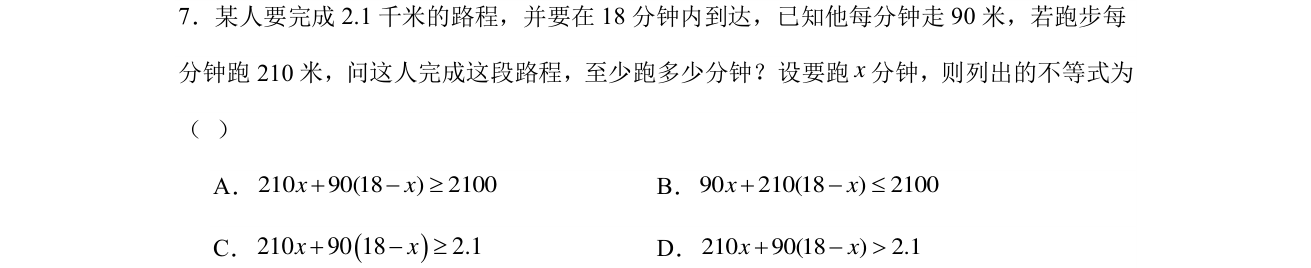 7．某人要完成 2.1 千米的路程，并要在 18 分钟内到达，已知他每分钟走 90 米，若跑步每
分钟跑 210 米，问这人完成这段路程，至少跑多少分钟？设要跑 x 分钟，则列出的不等式为
（ ）
A． 210x+90(18−x)≥2100 B． 90x+210(18−x)≤2100
C． 210x+90(18−x)≥2.1 D． 210x+90(18−x)>2.1